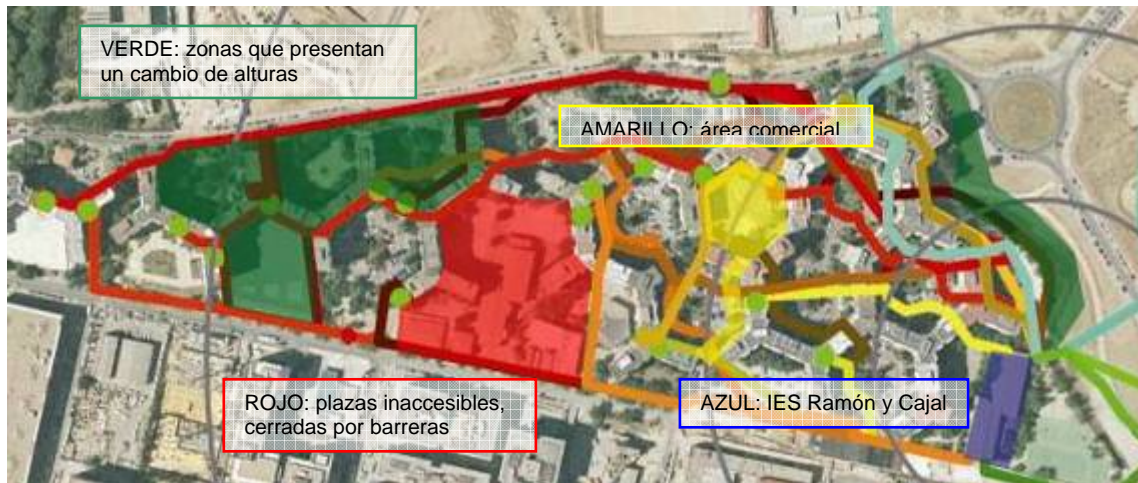 VERDE: zonas que presentan
un cambio de alturas
AMARILLO: área comercial
ROJO: plazas inaccesibles,
cerradas por barreras
AZUL: IES Ramón y Cajal